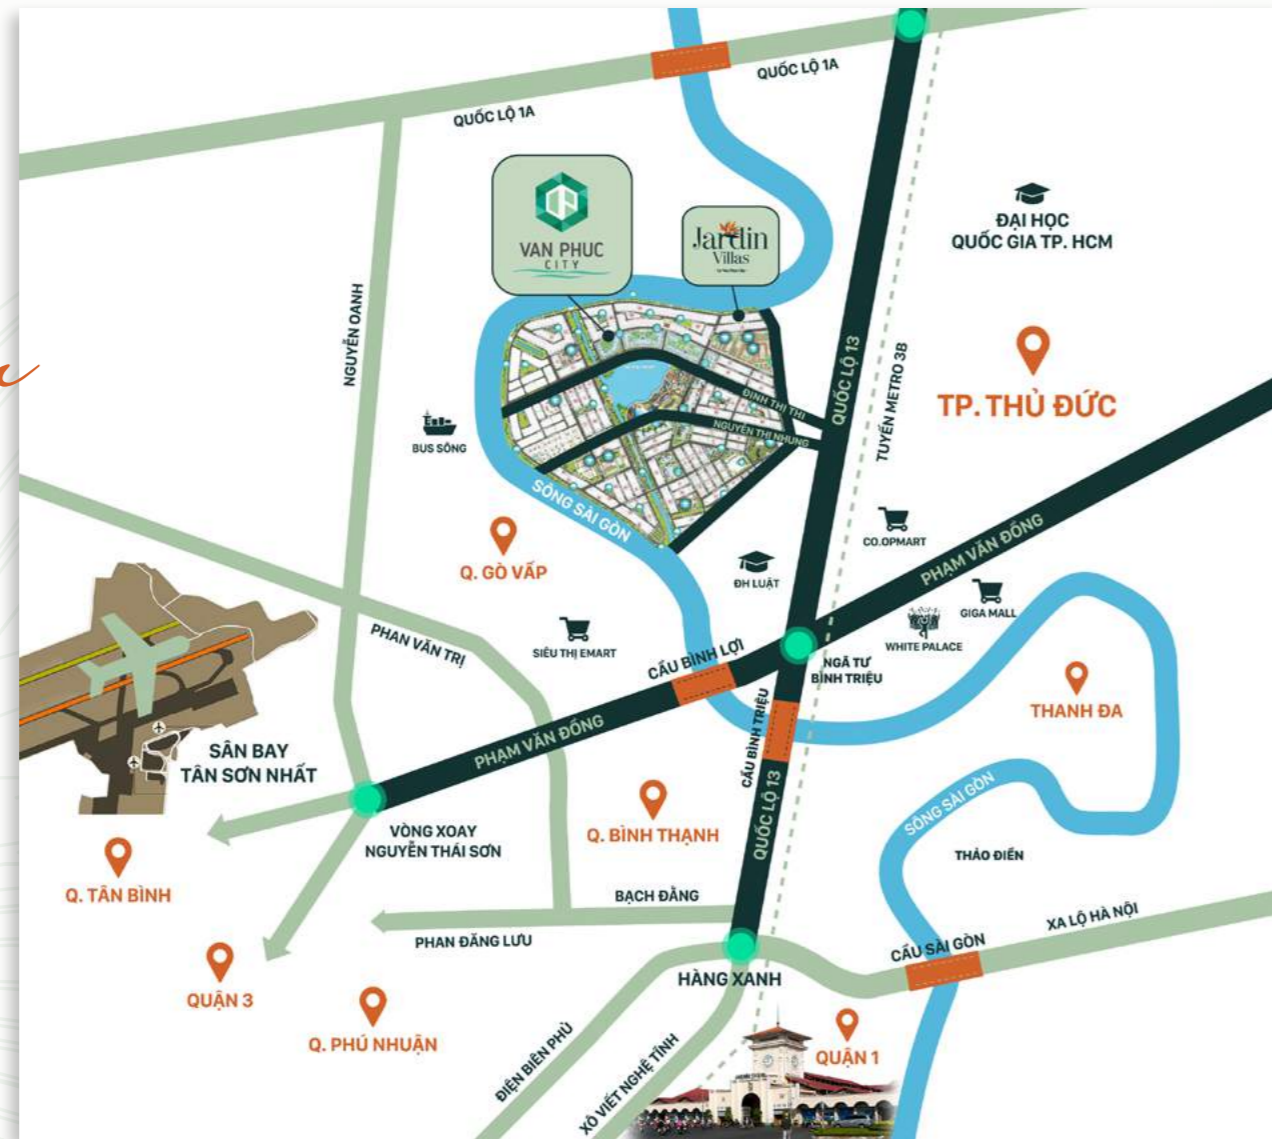 QUỐC LỘ 1A
QUỐC LỘ 1A
VAN PHUC
CITY
Jardin
Villas
ĐẠI HỌC
QUỐC GIA TP. HCM
NGUYỄN OANH
QUỐC LỘ 13
TUYẾN METRO 3B
TP. THỦ ĐỨC
ĐINH THỊ THI
NGUYỄN THỊ NHUNG
BUS SÔNG
SÔNG SÀI GÒN
CO.OPMART
PHẠM VĂN ĐỒNG
Q. GÒ VẤP
ĐH LUẬT
GIGA MALL
WHITE PALACE
PHAN VĂN TRỊ
SIÊU THỊ EMART
CẦU BÌNH LỢI
NGÃ TƯ
BÌNH TRIỆU
THANH ĐA
SÂN BAY
TÂN SƠN NHẤT
PHẠM VĂN ĐỒNG
CẦU BÌNH TRIỆU
QUỐC LỘ 13
SÔNG SÀI GÒN
VÒNG XOAY
NGUYỄN THÁI SƠN
Q. BÌNH THẠNH
THẢO ĐIỀN
Q. TÂN BÌNH
BẠCH ĐẰNG
PHAN ĐĂNG LƯU
XA LỘ HÀ NỘI
CẦU SÀI GÒN
HÀNG XANH
QUẬN 3
Q. PHÚ NHUẬN
ĐIỆN BIÊN PHỦ
XÔ VIẾT NGHỆ TĨNH
QUẬN 1